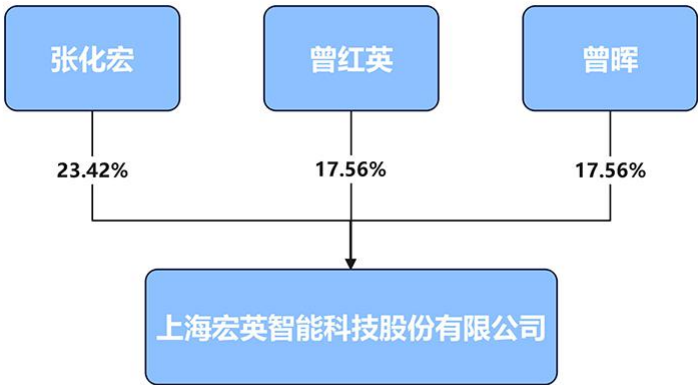 张化宏
曾红英
曾晖
23.42%
17.56%
17.56%
上海宏英智能科技股份有限公司